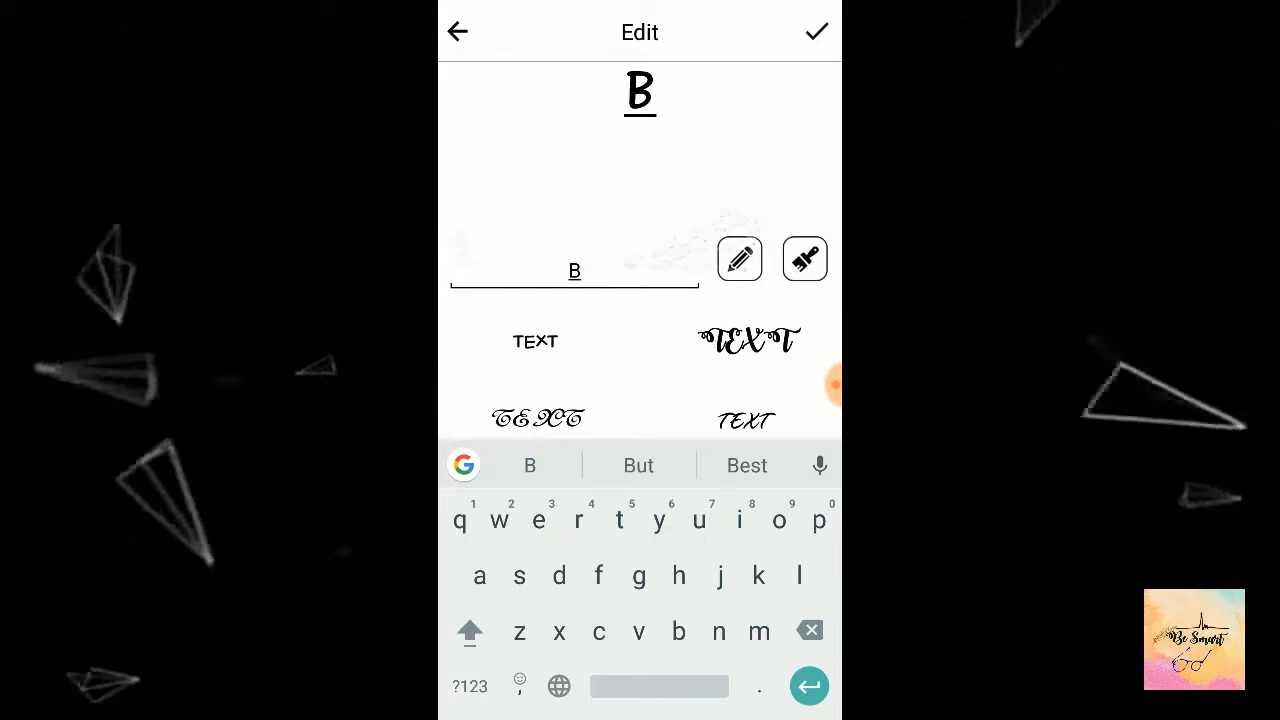 Edit
B
B
TEXT TEXT
TEXT TEXT
B But Best
1 2 3 4 5 6 7 8 9 0
q w e r t y u i o p
a s d f g h j k l
z x c v b n m
?123 , .
Be Smart